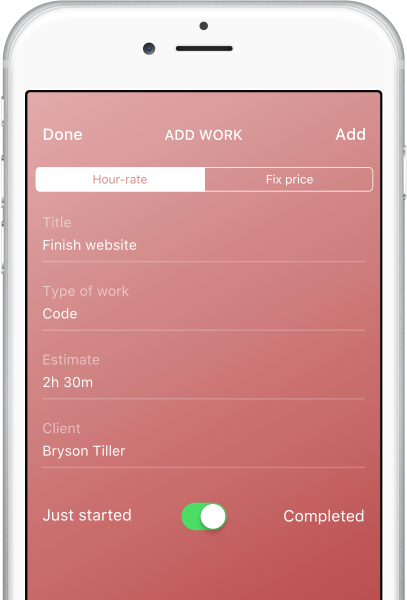 Done ADD WORK Add
Hour-rate Fix price
Title
Finish website
Type of work
Code
Estimate
2h 30m
Client
Bryson Tiller
Just started Completed